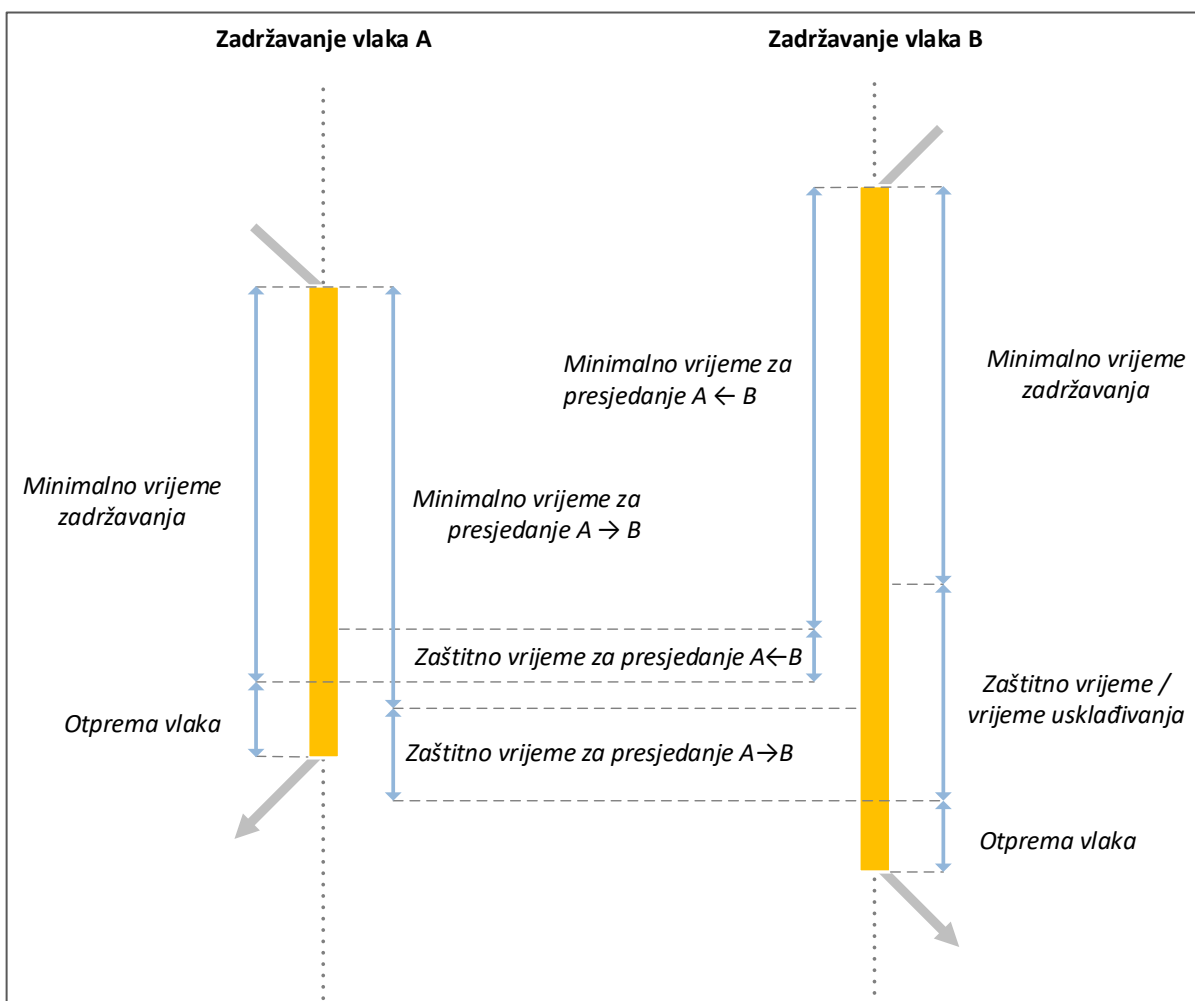 Zadržavanje vlaka A
Zadržavanje vlaka B
Minimalno vrijeme za
presjedanje A ← B
Minimalno vrijeme
zadržavanja
Minimalno vrijeme
zadržavanja
Minimalno vrijeme za
presjedanje A → B
Zaštitno vrijeme za presjedanje A←B
Otprema vlaka
Zaštitno vrijeme /
vrijeme usklađivanja
Zaštitno vrijeme za presjedanje A→B
Otprema vlaka